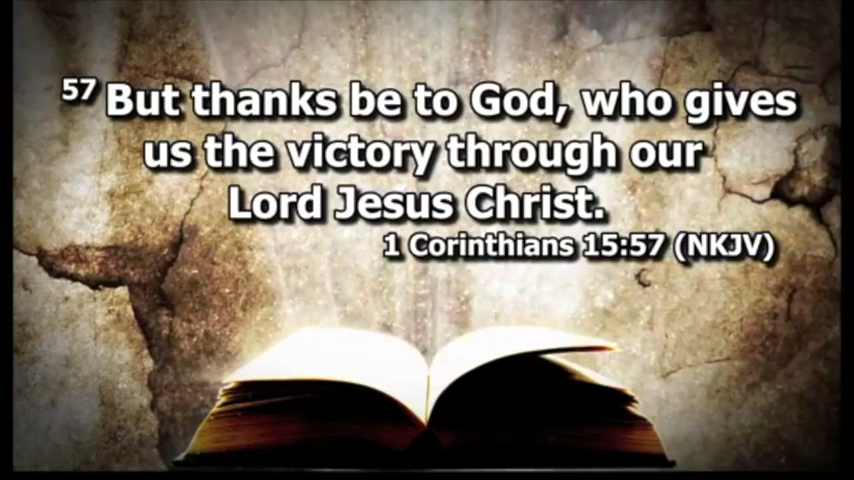 57 But thanks be to God, who gives
us the victory through our
Lord Jesus Christ.
1 Corinthians 15:57 (NKJV)